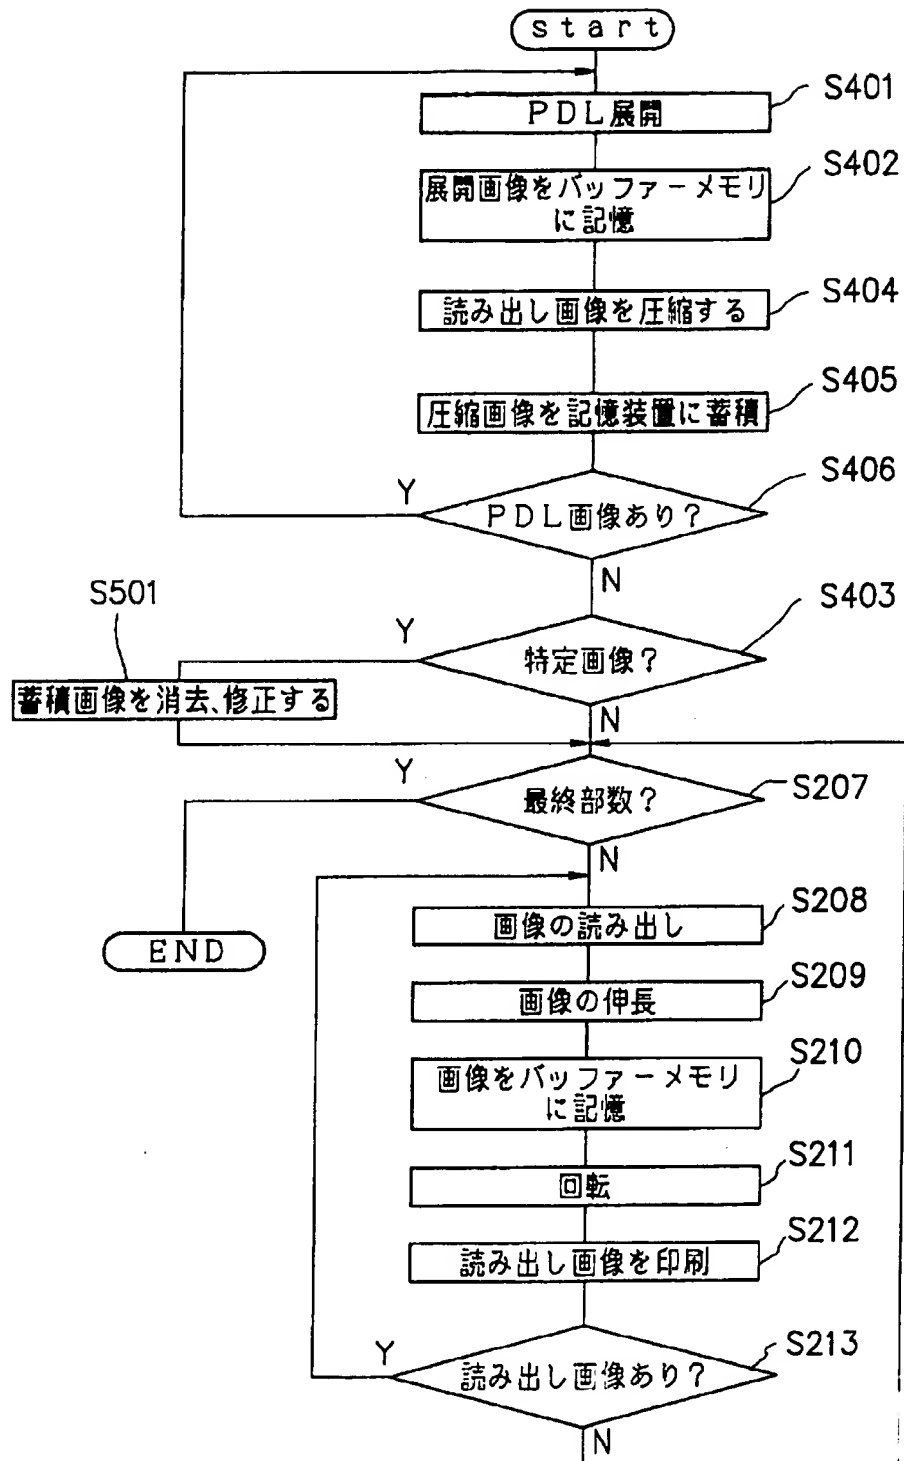 start
S401
PDL展開
S402
展開画像をバッファーメモリ
に記憶
S404
読み出し画像を圧縮する
S405
圧縮画像を記憶装置に蓄積
S406
Y
PDL画像あり?
N
S501
S403
Y
特定画像?
蓄積画像を消去、修正する
N
Y
S207
最終部数?
N
S208
画像の読み出し
END
S209
画像の伸長
S210
画像をバッファーメモリ
に記憶
S211
回転
S212
読み出し画像を印刷
S213
Y
読み出し画像あり?
N